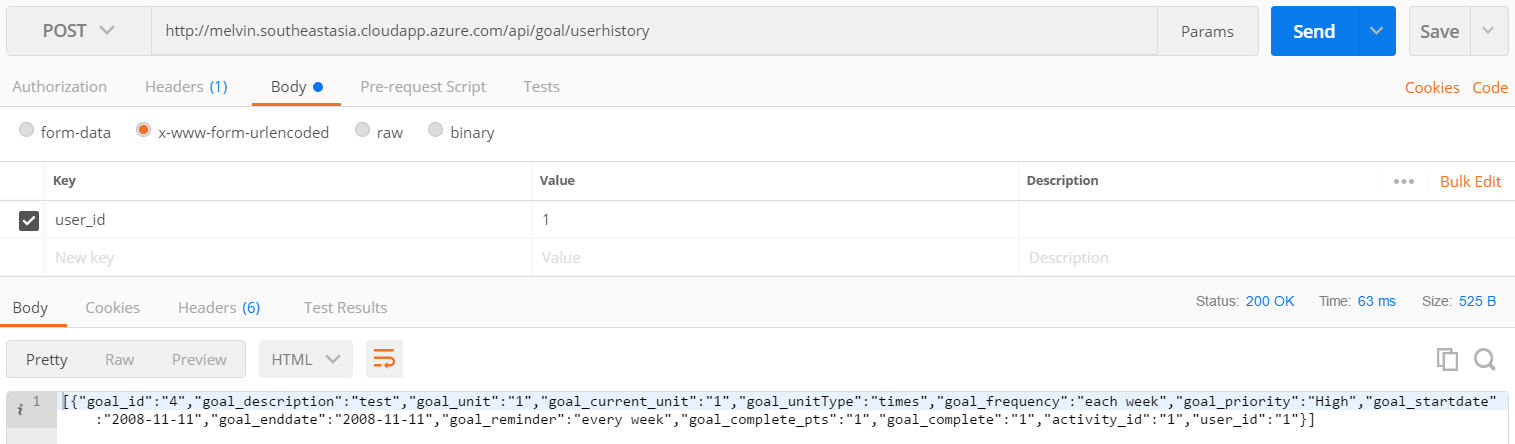 POST http://melvin.southeastasia.cloudapp.azure.com/api/goal/userhistory Params Send Save
Authorization Headers (1) Body Pre-request Script Tests Cookies Code
form-data x-www-form-urlencoded raw binary
Key Value Description ••• Bulk Edit
user_id 1
New key Value Description
Body Cookies Headers (6) Test Results Status: 200 OK Time: 63 ms Size: 525 B
Pretty Raw Preview HTML
i 1 [{"goal_id":"4","goal_description":"test","goal_unit":"1","goal_current_unit":"1","goal_unitType":"times","goal_frequency":"each week","goal_priority":"High","goal_startdate"
:"2008-11-11","goal_enddate":"2008-11-11","goal_reminder":"every week","goal_complete_pts":"1","goal_complete":"1","activity_id":"1","user_id":"1"}]